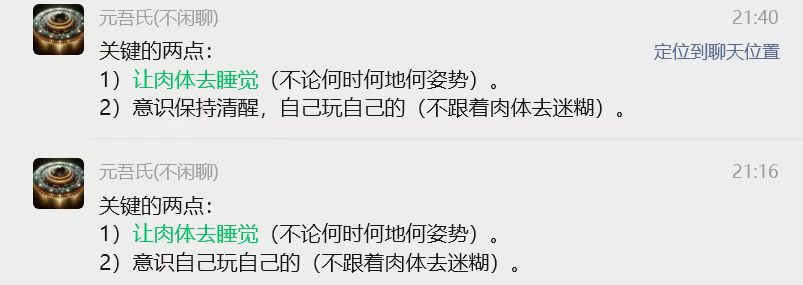 元吾氏(不闲聊)
21:40
关键的两点：
定位到聊天位置
1）让肉体去睡觉（不论何时何地何姿势）。
2）意识保持清醒，自己玩自己的（不跟着肉体去迷糊）。
元吾氏(不闲聊)
21:16
关键的两点：
1）让肉体去睡觉（不论何时何地何姿势）。
2）意识自己玩自己的（不跟着肉体去迷糊）。